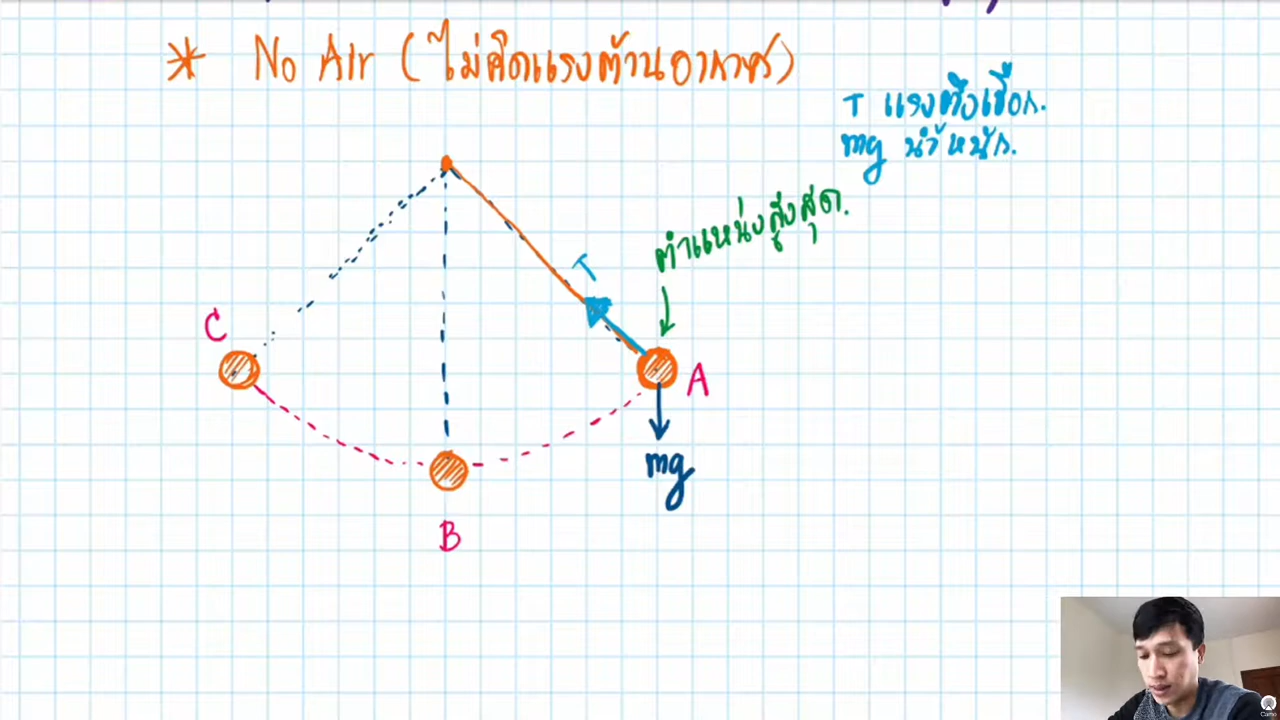 * No Air (ไม่คิดแรงต้านอากาศ)
T แรงตึงเชือก.
mg น้ำหนัก.
ตำแหน่งสูงสุด.
T
C
A
mg
B
Camo